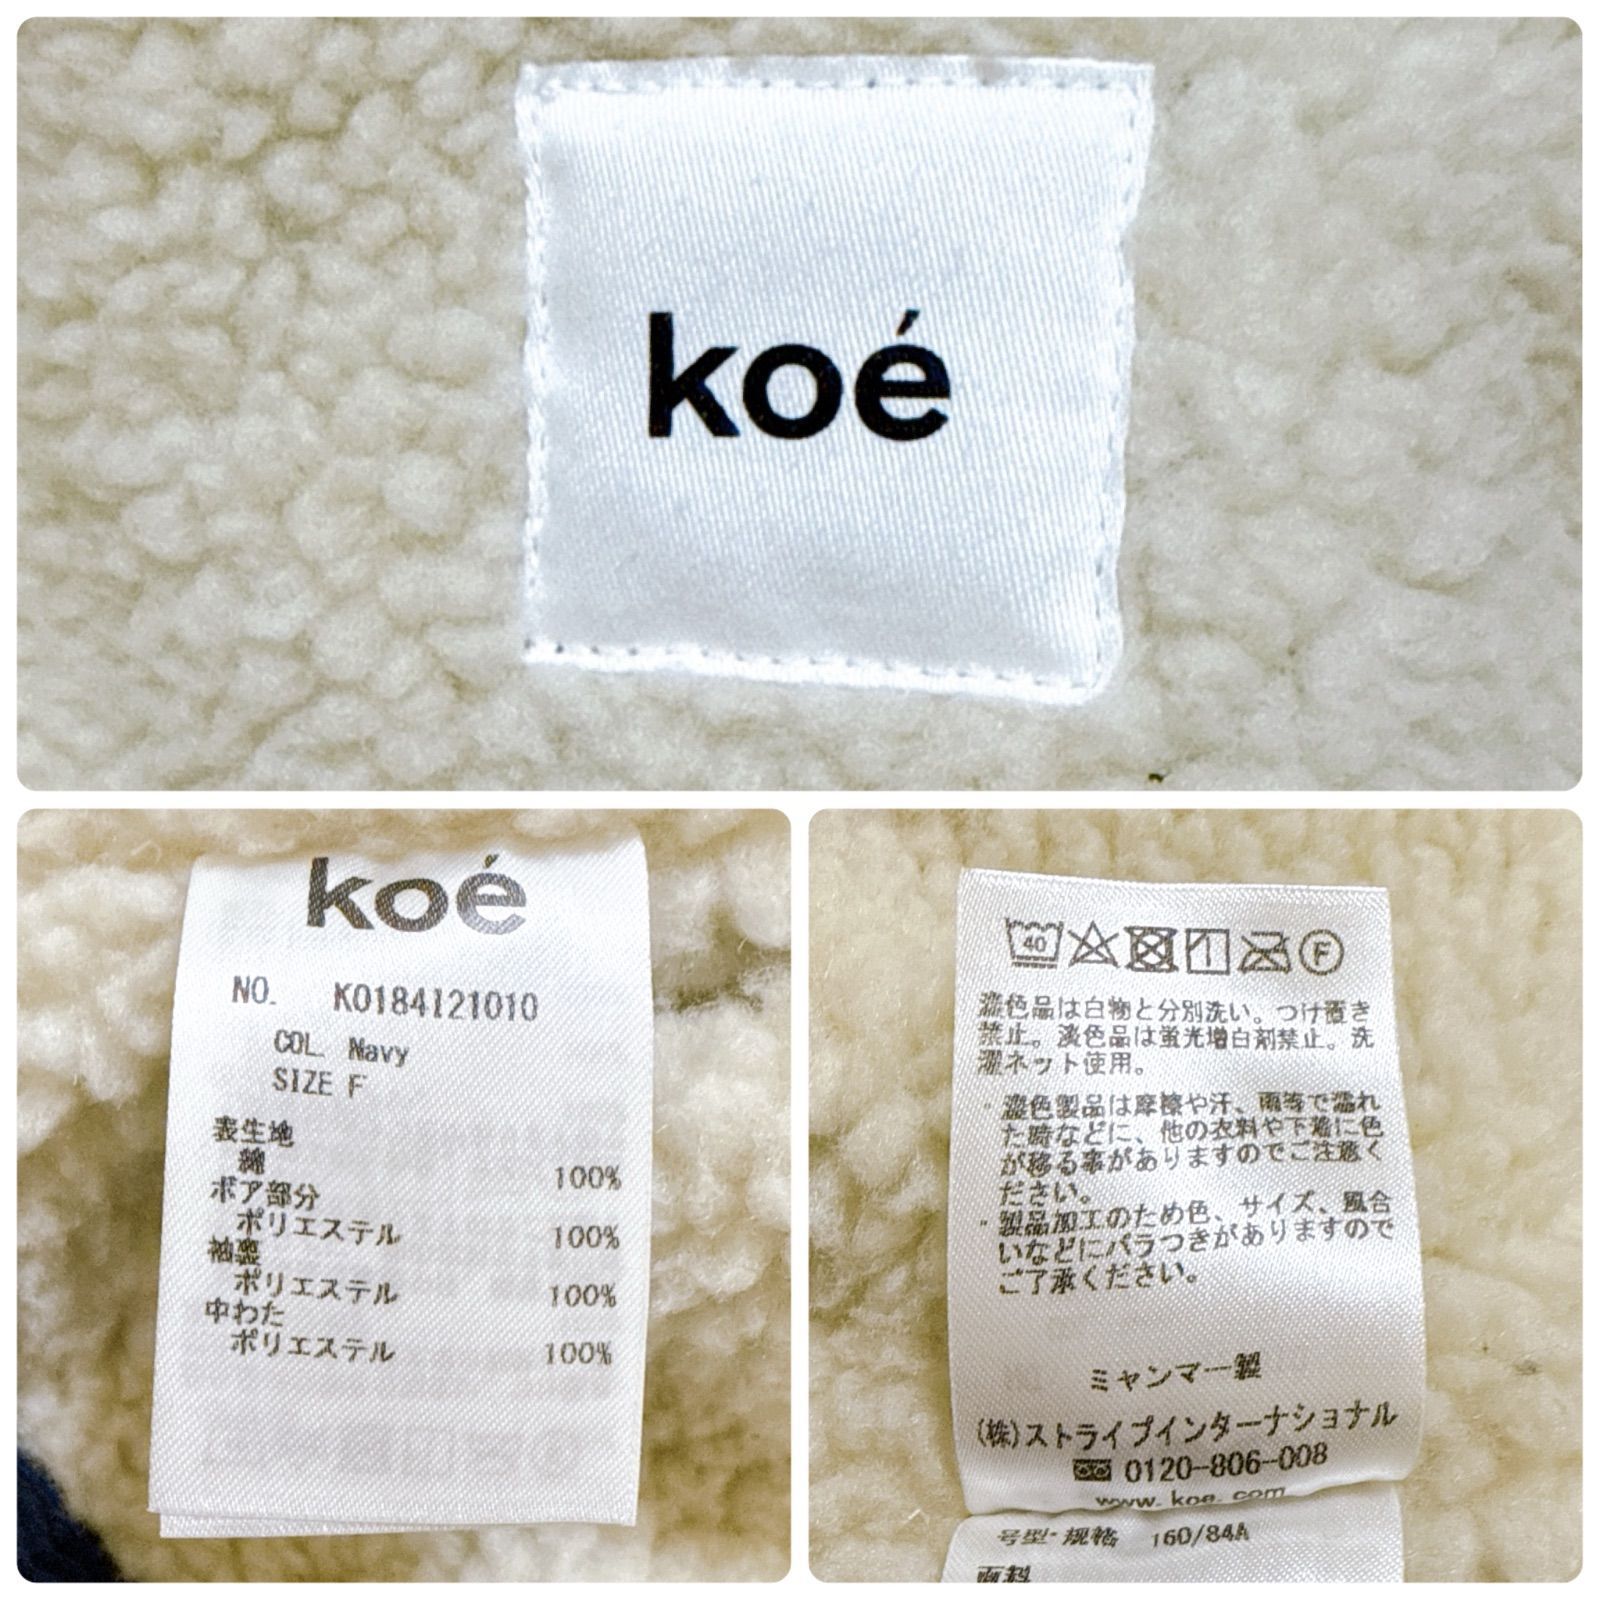 koé
koé
NO. K0184I21010
COL Navy
SIZE F
表生地
綿 100%
ボア部分
ポリエステル 100%
袖裏
ポリエステル 100%
中わた
ポリエステル 100%
40 F
濃色品は白物と分別洗い。つけ置き
禁止。淡色品は蛍光増白剤禁止。洗
濯ネット使用。
・濃色製品は摩擦や汗、雨等で濡れ
た時などに、他の衣料や下着に色
が移る事がありますのでご注意く
ださい。
・製品加工のため色、サイズ、風合
いなどにバラつきがありますので
ご了承ください。
ミャンマー製
(株)ストライプインターナショナル
0120-806-008
www.koe.com
号型・规格 160/84A
面料